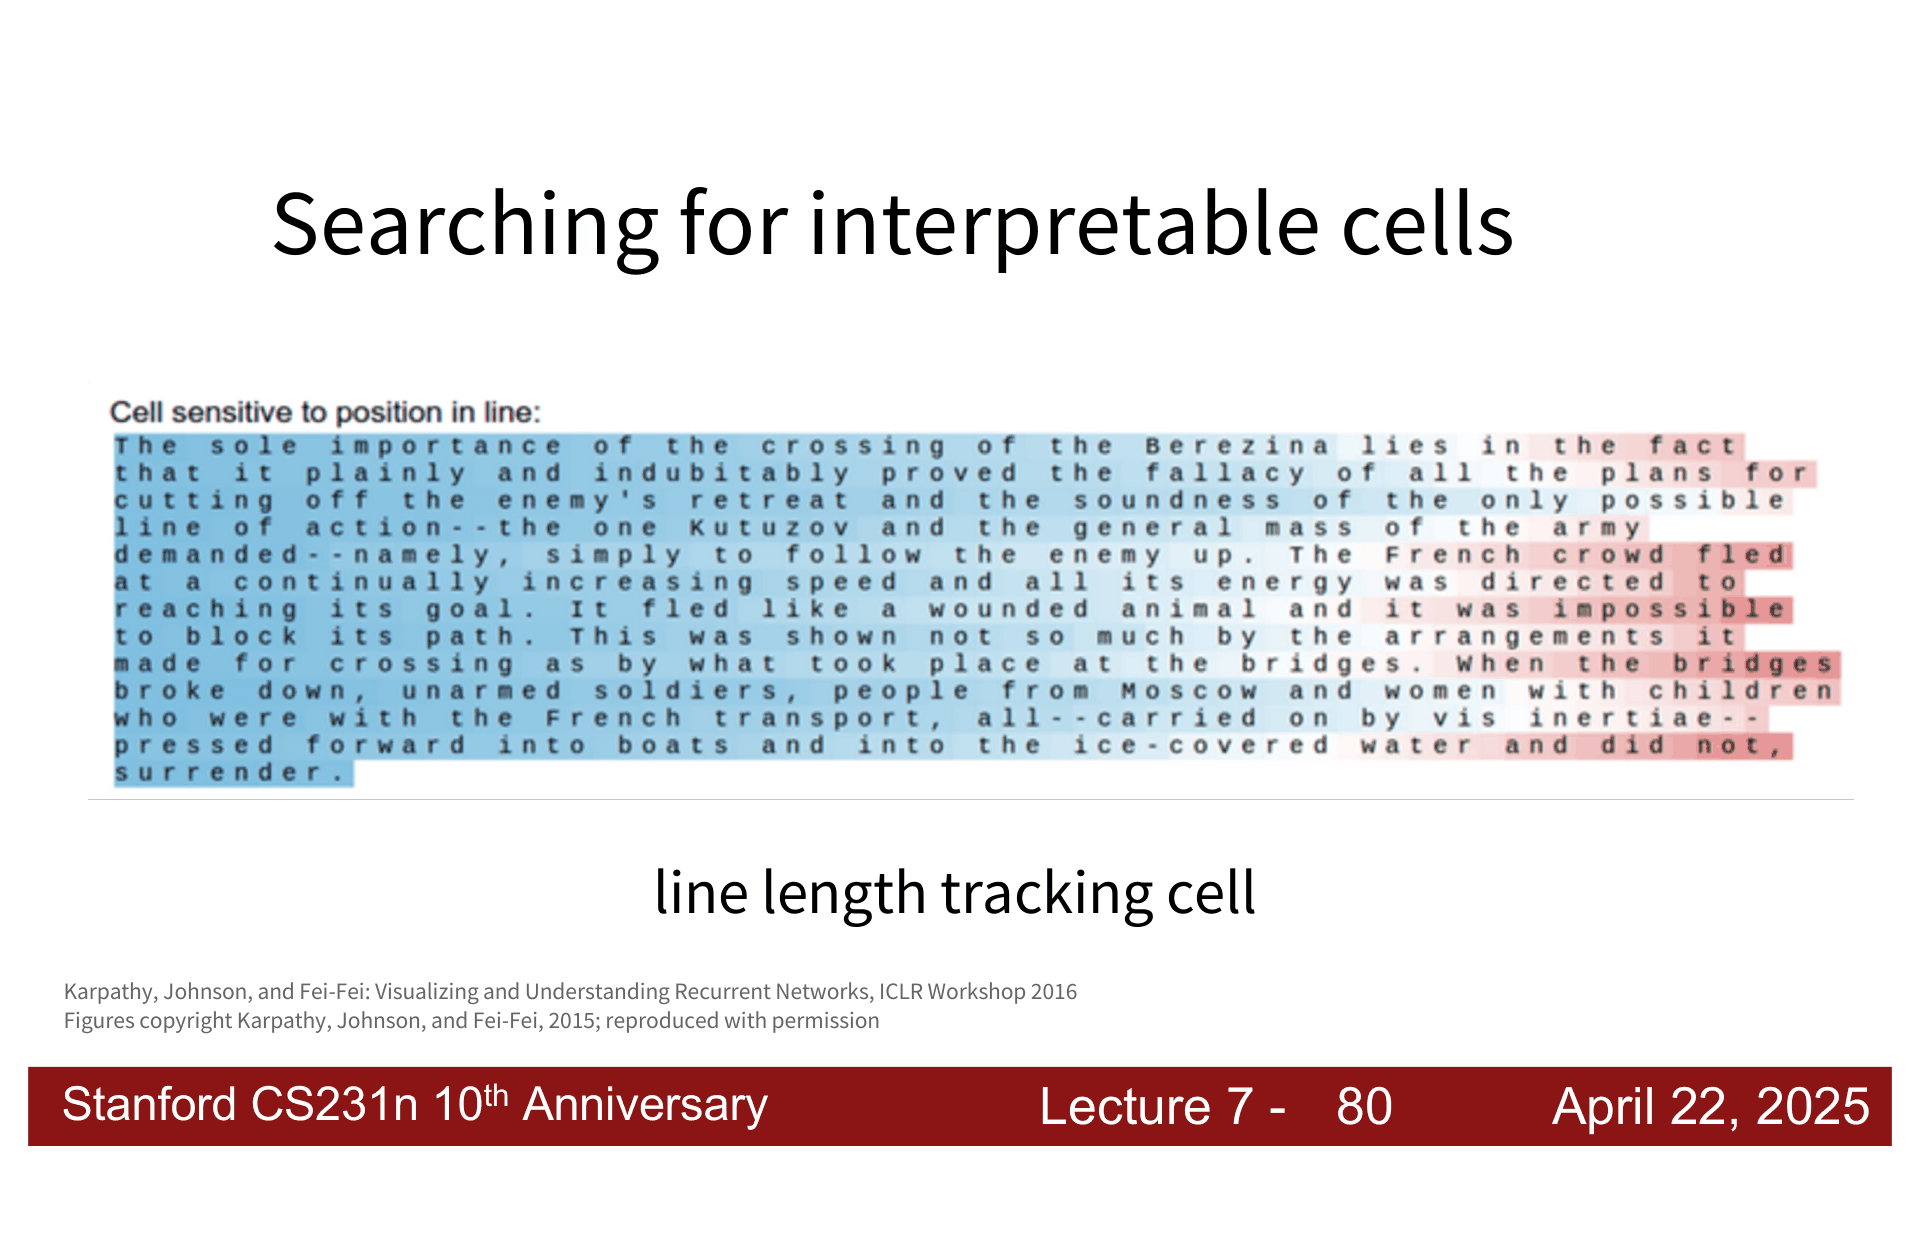 Searching for interpretable cells
Cell sensitive to position in line:
The sole importance of the crossing of the Berezina lies in the fact
that it plainly and indubitably proved the fallacy of all the plans for
cutting off the enemy's retreat and the soundness of the only possible
line of action--the one Kutuzov and the general mass of the army
demanded--namely, simply to follow the enemy up. The French crowd fled
at a continually increasing speed and all its energy was directed to
reaching its goal. It fled like a wounded animal and it was impossible
to block its path. This was shown not so much by the arrangements it
made for crossing as by what took place at the bridges. When the bridges
broke down, unarmed soldiers, people from Moscow and women with children
who were with the French transport, all--carried on by vis inertiae--
pressed forward into boats and into the ice-covered water and did not,
surrender.
line length tracking cell
Karpathy, Johnson, and Fei-Fei: Visualizing and Understanding Recurrent Networks, ICLR Workshop 2016
Figures copyright Karpathy, Johnson, and Fei-Fei, 2015; reproduced with permission
Stanford CS231n 10th Anniversary Lecture 7 - 80 April 22, 2025